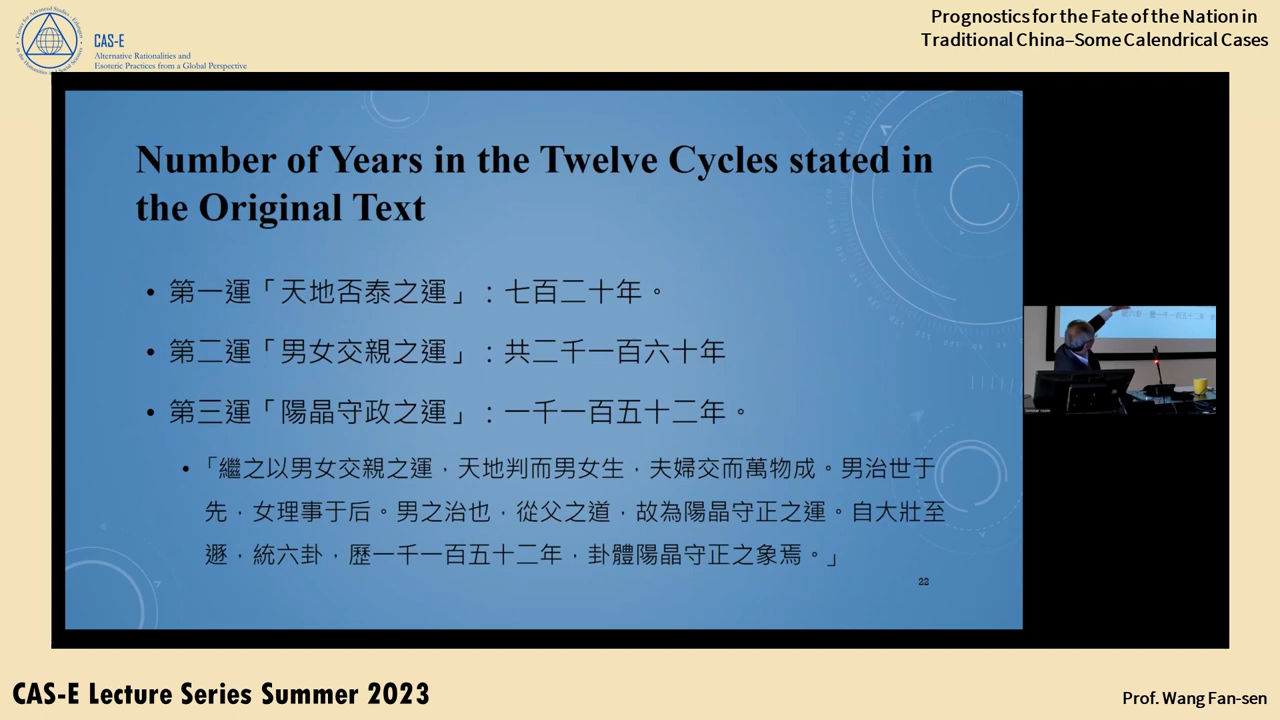 CAS-E
Alternative Rationalities and
Esoteric Practices from a Global Perspective
Prognostics for the Fate of the Nation in
Traditional China–Some Calendrical Cases
Number of Years in the Twelve Cycles stated in
the Original Text
• 第一運「天地否泰之運」：七百二十年。
• 第二運「男女交親之運」：共二千一百六十年
• 第三運「陽晶守政之運」：一千一百五十二年。
• 「繼之以男女交親之運，天地判而男女生，夫婦交而萬物成。男治世于
先，女理事于后。男之治也，從父之道，故為陽晶守正之運。自大壯至
遯，統六卦，歷一千一百五十二年，卦體陽晶守正之象焉。」
22
CAS-E Lecture Series Summer 2023
Prof. Wang Fan-sen